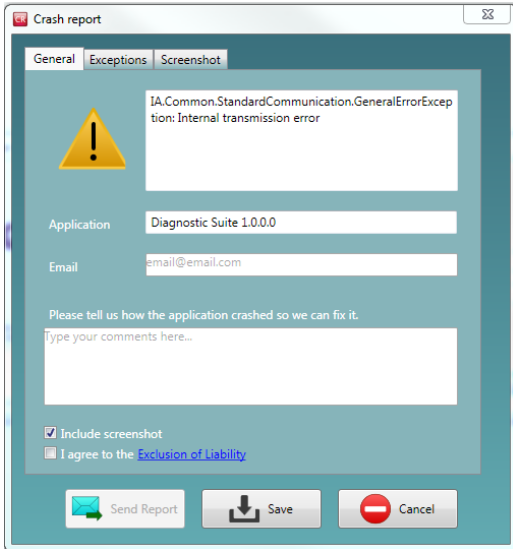 CR Crash report
General Exceptions Screenshot
IA.Common.StandardCommunication.GeneralErrorExcep
tion: Internal transmission error
Application Diagnostic Suite 1.0.0.0
Email email@email.com
Please tell us how the application crashed so we can fix it.
Type your comments here...
Include screenshot
I agree to the Exclusion of Liability
Send Report Save Cancel